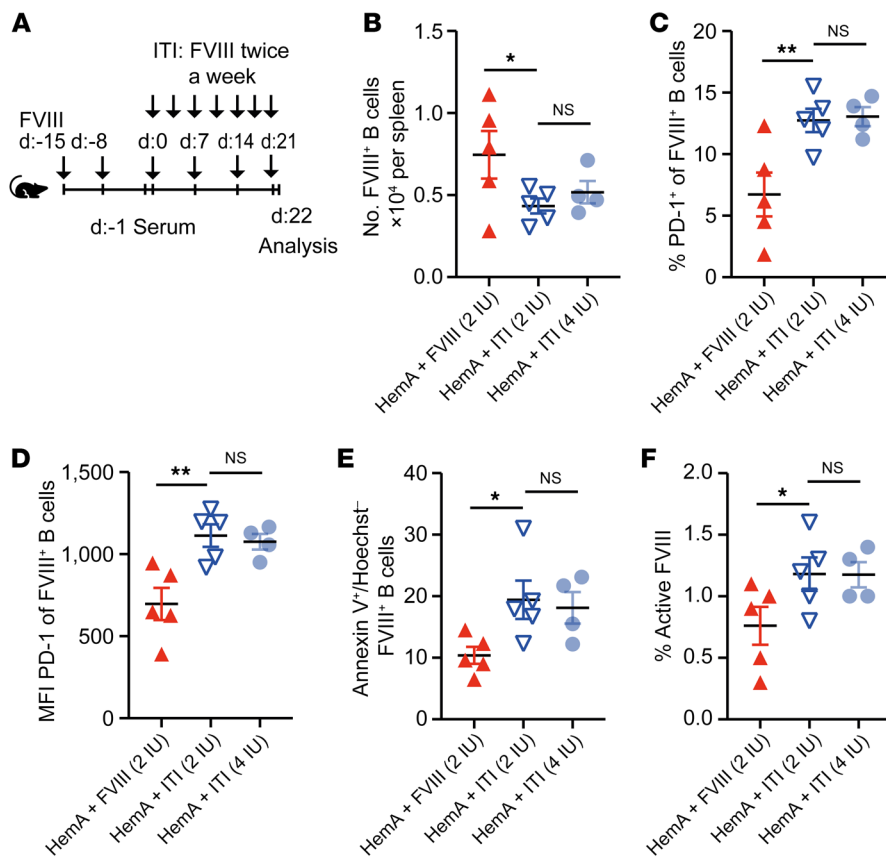 A
ITI: FVIII twice
a week
FVIII
d:-15 d:-8 d:0 d:7 d:14 d:21
d:-1 Serum
d:22
Analysis
B
No. FVIII⁺ B cells
×10⁴ per spleen
1.5
1.0
0.5
0.0
*
NS
HemA + FVIII (2 IU)
HemA + ITI (2 IU)
HemA + ITI (4 IU)
C
% PD-1⁺ of FVIII⁺ B cells
20
15
10
5
0
**
NS
HemA + FVIII (2 IU)
HemA + ITI (2 IU)
HemA + ITI (4 IU)
D
MFI PD-1 of FVIII⁺ B cells
1,500
1,000
500
0
**
NS
HemA + FVIII (2 IU)
HemA + ITI (2 IU)
HemA + ITI (4 IU)
E
Annexin V⁺/Hoechst⁻
FVIII⁺ B cells
40
30
20
10
0
*
NS
HemA + FVIII (2 IU)
HemA + ITI (2 IU)
HemA + ITI (4 IU)
F
% Active FVIII
2.0
1.5
1.0
0.5
0.0
*
NS
HemA + FVIII (2 IU)
HemA + ITI (2 IU)
HemA + ITI (4 IU)